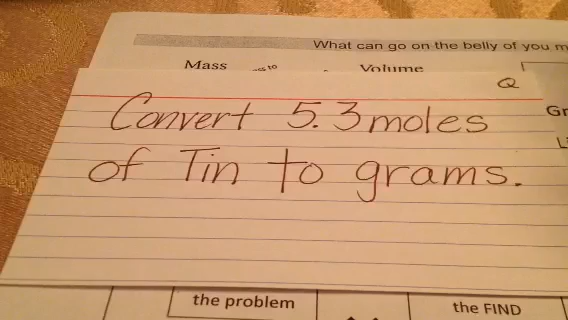 What can go on the belly of you m
Mass
to
Volume
Q
Convert 5.3 moles
of Tin to grams.
Gr
the problem
the FIND